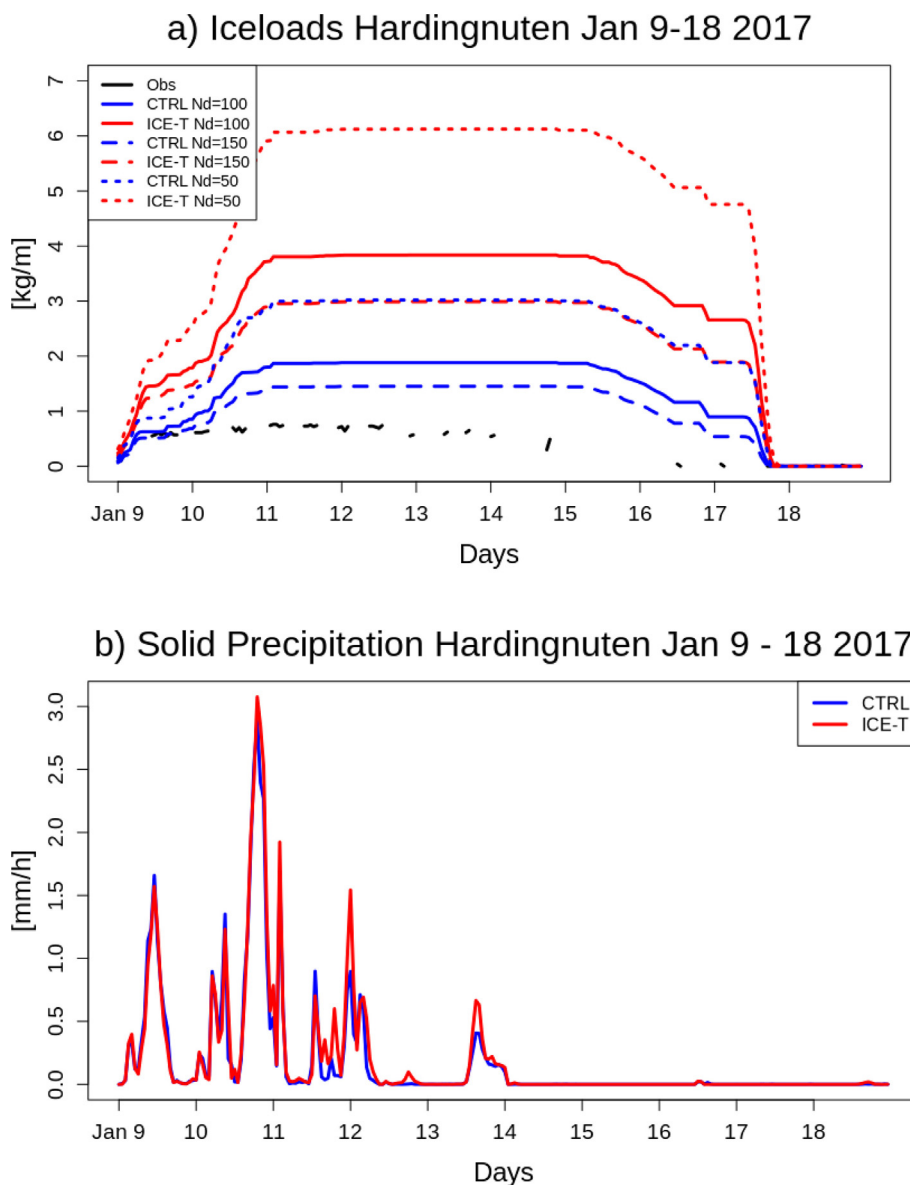 a) Iceloads Hardingnuten Jan 9-18 2017
7
6
5
4
3
2
1
0
[kg/m]
Obs
CTRL Nd=100
ICE-T Nd=100
CTRL Nd=150
ICE-T Nd=150
CTRL Nd=50
ICE-T Nd=50
Jan 9 10 11 12 13 14 15 16 17 18
Days
b) Solid Precipitation Hardingnuten Jan 9 - 18 2017
3.0
2.5
2.0
1.5
1.0
0.5
0.0
[mm/h]
CTRL
ICE-T
Jan 9 10 11 12 13 14 15 16 17 18
Days